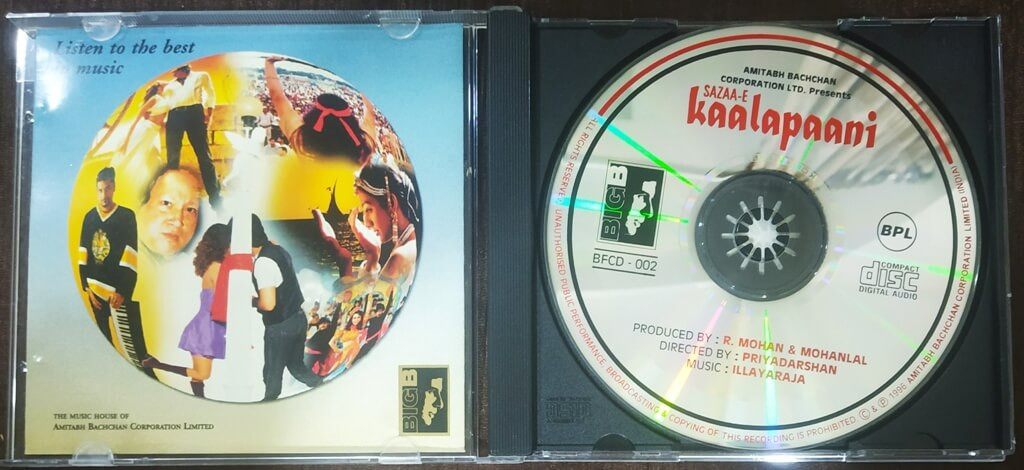 Listen to the best
music
THE MUSIC HOUSE OF
AMITABH BACHCHAN CORPORATION LIMITED
BIGB
AMITABH BACHCHAN
CORPORATION LTD. Presents
SAZAA-E
kaalapaani
BIGB
BFCD - 002
BPL
COMPACT
disc
DIGITAL AUDIO
PRODUCED BY : R. MOHAN & MOHANLAL
DIRECTED BY : PRIYADARSHAN
MUSIC : ILLAYARAJA
ALL RIGHTS RESERVED. UNAUTHORISED PUBLIC PERFORMANCE, BROADCASTING & COPYING OF THIS RECORDING IS PROHIBITED. © & ℗ 1996 AMITABH BACHCHAN CORPORATION LIMITED (INDIA)